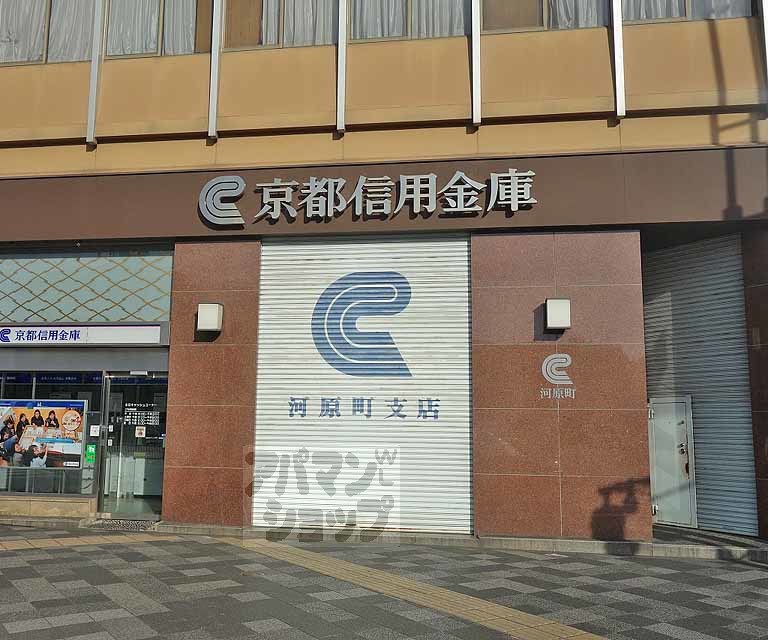 京都信用金庫
京都信用金庫
河原町支店
河原町
アパマン
ショップ